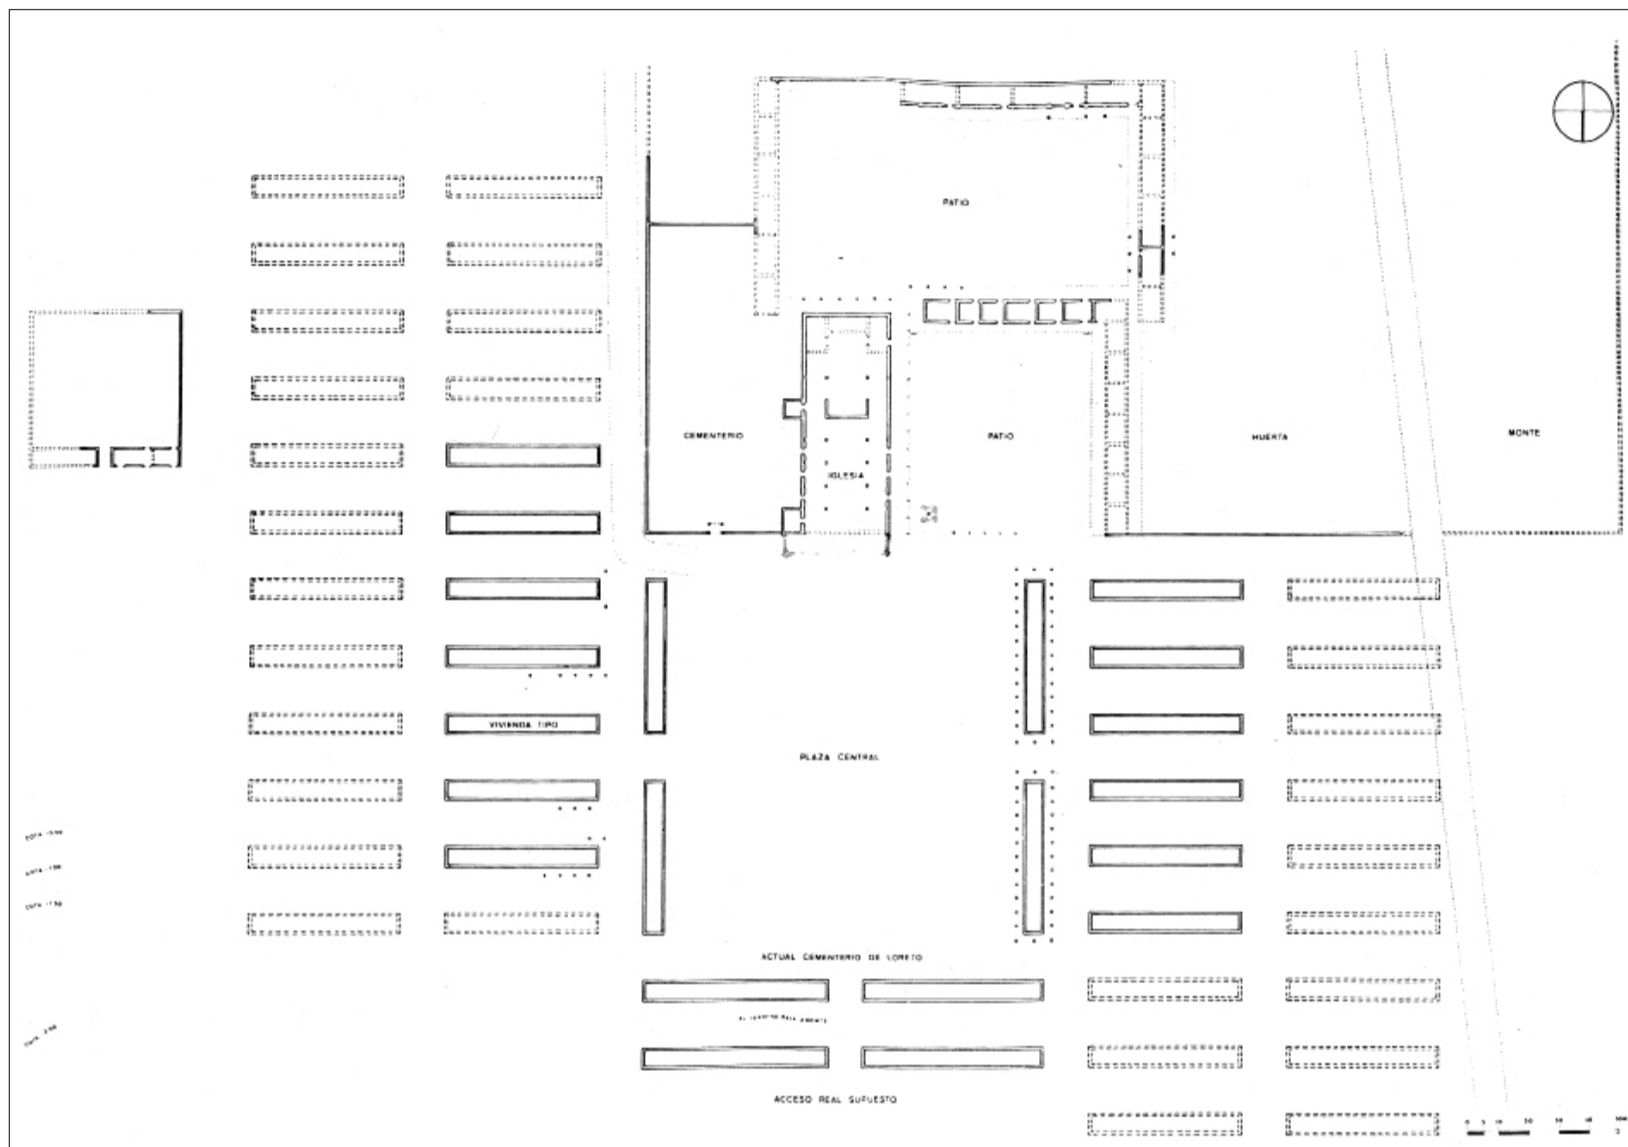 PATIO
CEMENTERIO
IGLESIA
PATIO
HUERTA
MONTE
VIVIENDA TIPO
PLAZA CENTRAL
ACTUAL CEMENTERIO DE LORETO
ACCESO REAL SUPUESTO